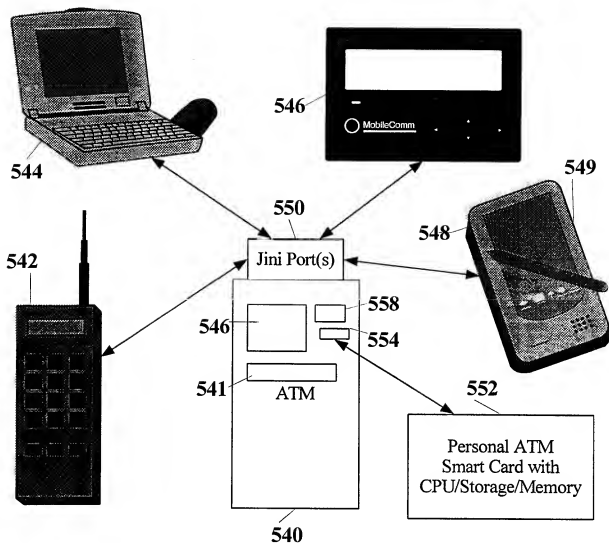 546
MobileComm
544
549
548
550
Jini Port(s)
542
558
546
554
541
ATM
552
Personal ATM
Smart Card with
CPU/Storage/Memory
540